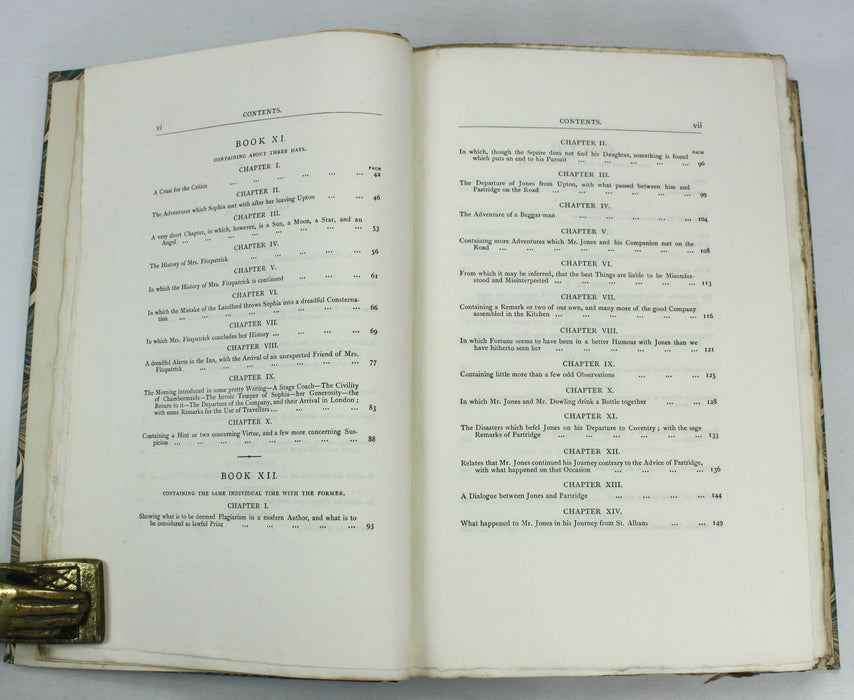 CONTENTS.
vi
BOOK XI.
CONTAINING ABOUT THREE DAYS.
CHAPTER I.
PAGE
A Crust for the Critics ... ... ... ... ... ... 42
CHAPTER II.
The Adventures which Sophia met with after her leaving Upton ... ... 46
CHAPTER III.
A very short Chapter, in which, however, is a Sun, a Moon, a Star, and an
Angel ... ... ... ... ... ... ... ... 53
CHAPTER IV.
The History of Mrs. Fitzpatrick ... ... ... ... ... 56
CHAPTER V.
In which the History of Mrs. Fitzpatrick is continued ... ... ... 61
CHAPTER VI.
In which the Mistake of the Landlord throws Sophia into a dreadful Consterna-
tion ... ... ... ... ... ... ... ... 66
CHAPTER VII.
In which Mrs. Fitzpatrick concludes her History ... ... ... ... 69
CHAPTER VIII.
A dreadful Alarm in the Inn, with the Arrival of an unexpected Friend of Mrs.
Fitzpatrick ... ... ... ... ... ... ... 77
CHAPTER IX.
The Morning introduced in some pretty Writing—A Stage Coach—The Civility
of Chambermaids—The heroic Temper of Sophia—her Generosity—the
Return to it—The Departure of the Company, and their Arrival in London ;
with some Remarks for the Use of Travellers... ... ... ... 83
CHAPTER X.
Containing a Hint or two concerning Virtue, and a few more concerning Sus-
picion ... ... ... ... ... ... ... ... 88
BOOK XII.
CONTAINING THE SAME INDIVIDUAL TIME WITH THE FORMER.
CHAPTER I.
Showing what is to be deemed Plagiarism in a modern Author, and what is to
be considered as lawful Prize ... ... ... ... ... ... 93
CONTENTS.
vii
CHAPTER II.
PAGE
In which, though the Squire does not find his Daughter, something is found
which puts an end to his Pursuit ... ... ... ... 96
CHAPTER III.
The Departure of Jones from Upton, with what passed between him and
Partridge on the Road ... ... ... ... ... ... 99
CHAPTER IV.
The Adventure of a Beggar-man ... ... ... ... ... 104
CHAPTER V.
Containing more Adventures which Mr. Jones and his Companion met on the
Road ... ... ... ... ... ... ... ... 108
CHAPTER VI.
From which it may be inferred, that the best Things are liable to be Misunder-
stood and Misinterpreted ... ... ... ... ... ... 113
CHAPTER VII.
Containing a Remark or two of our own, and many more of the good Company
assembled in the Kitchen ... ... ... ... ... ... 116
CHAPTER VIII.
In which Fortune seems to have been in a better Humour with Jones than we
have hitherto seen her ... ... ... ... ... ... 121
CHAPTER IX.
Containing little more than a few odd Observations ... ... ... 125
CHAPTER X.
In which Mr. Jones and Mr. Dowling drink a Bottle together ... ... 128
CHAPTER XI.
The Disasters which befel Jones on his Departure to Coventry ; with the sage
Remarks of Partridge ... ... ... ... ... ... 133
CHAPTER XII.
Relates that Mr. Jones continued his Journey contrary to the Advice of Partridge,
with what happened on that Occasion ... ... ... ... 136
CHAPTER XIII.
A Dialogue between Jones and Partridge ... ... ... ... 144
CHAPTER XIV.
What happened to Mr. Jones in his Journey from St. Albans ... ... 149